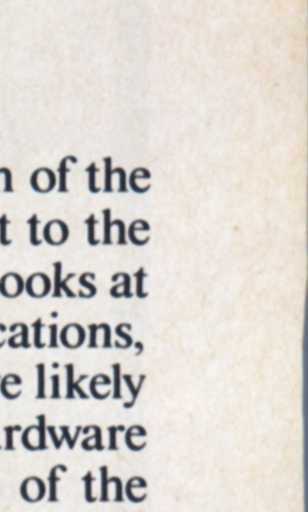 n of the
t to the
ooks at
cations,
e likely
rdware
of the